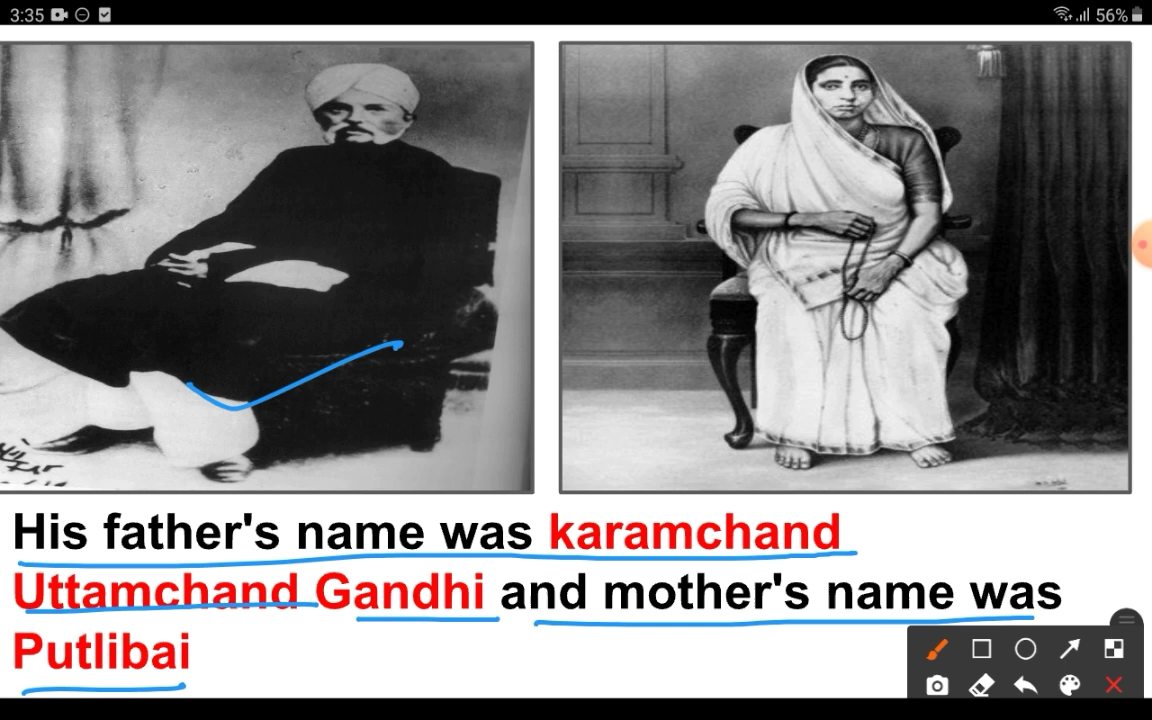 3:35
56%
His father's name was karamchand
Uttamchand Gandhi and mother's name was
Putlibai